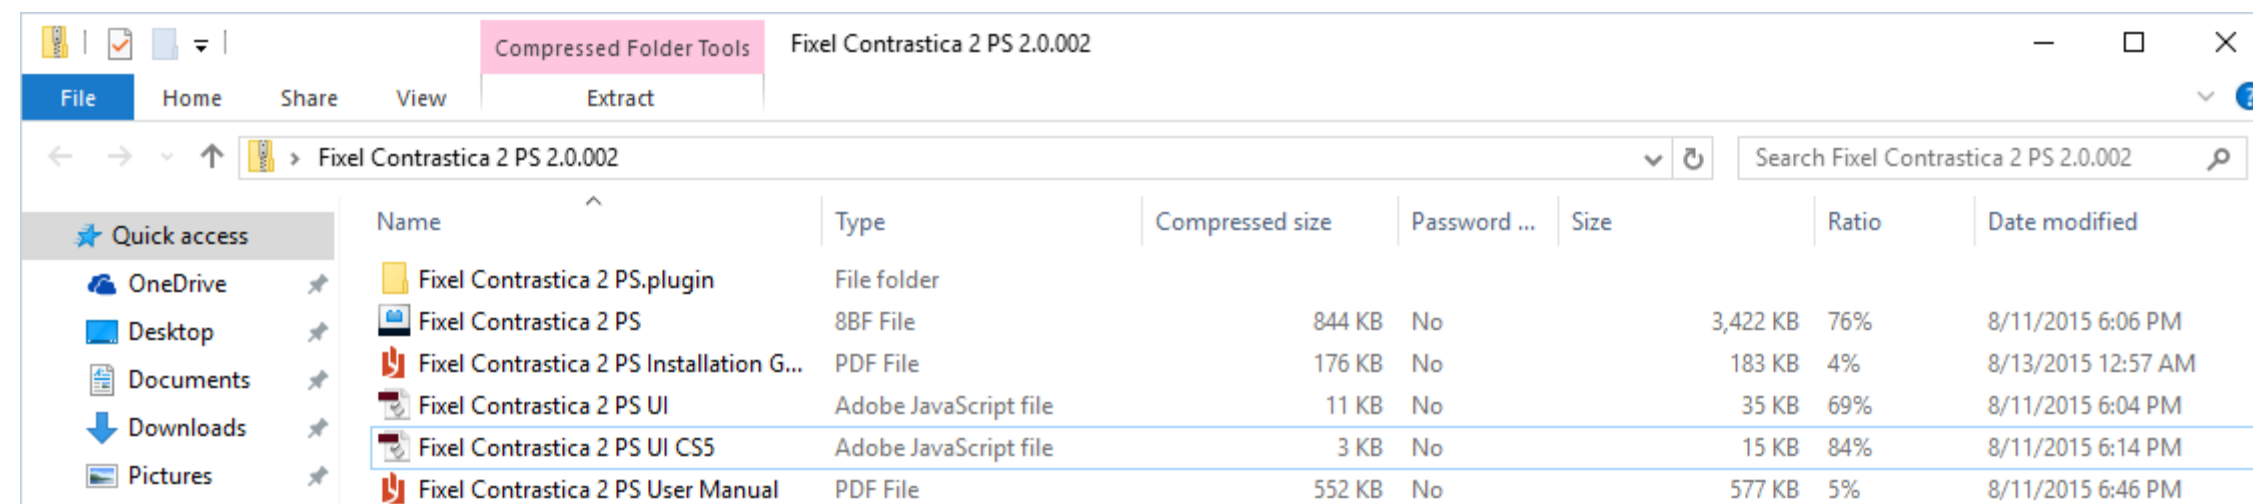 Compressed Folder Tools Fixel Contrastica 2 PS 2.0.002
File Home Share View Extract
Fixel Contrastica 2 PS 2.0.002 Search Fixel Contrastica 2 PS 2.0.002
Quick access
OneDrive
Desktop
Documents
Downloads
Pictures
Name Type Compressed size Password ... Size Ratio Date modified
Fixel Contrastica 2 PS.plugin File folder
Fixel Contrastica 2 PS 8BF File 844 KB No 3,422 KB 76% 8/11/2015 6:06 PM
Fixel Contrastica 2 PS Installation G... PDF File 176 KB No 183 KB 4% 8/13/2015 12:57 AM
Fixel Contrastica 2 PS UI Adobe JavaScript file 11 KB No 35 KB 69% 8/11/2015 6:04 PM
Fixel Contrastica 2 PS UI CS5 Adobe JavaScript file 3 KB No 15 KB 84% 8/11/2015 6:14 PM
Fixel Contrastica 2 PS User Manual PDF File 552 KB No 577 KB 5% 8/11/2015 6:46 PM